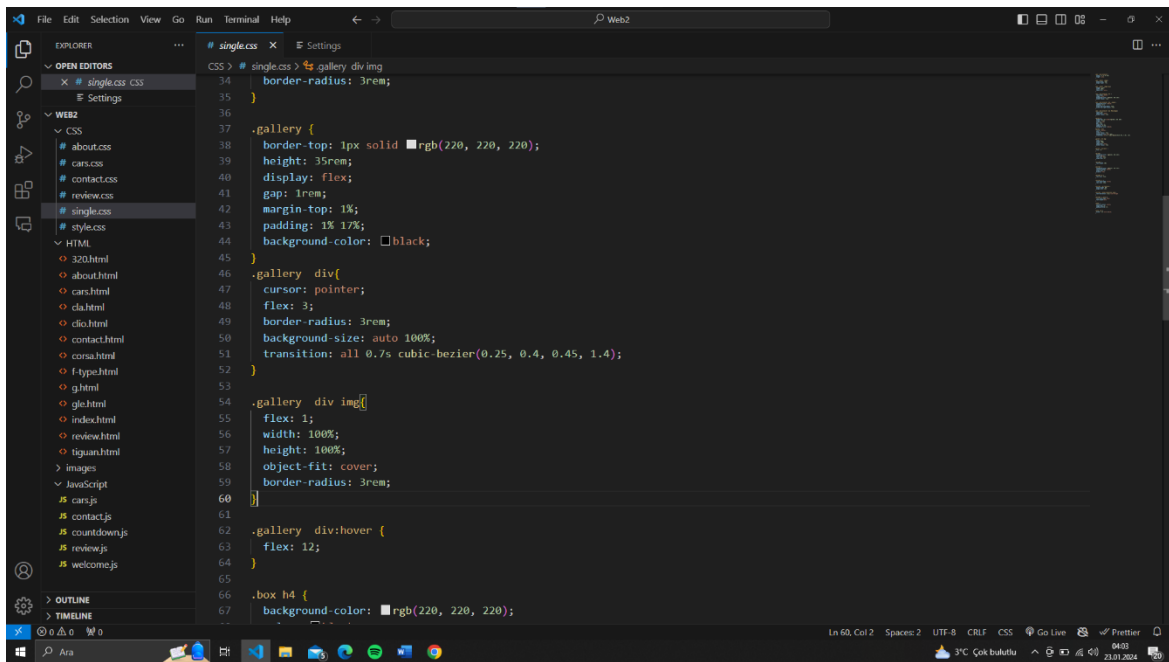 File Edit Selection View Go Run Terminal Help
Web2
EXPLORER
OPEN EDITORS
# single.css CSS
Settings
WEB2
CSS
# about.css
# cars.css
# contact.css
# review.css
# single.css
# style.css
HTML
<> 320.html
<> about.html
<> cars.html
<> cla.html
<> clio.html
<> contact.html
<> corsa.html
<> f-type.html
<> g.html
<> gle.html
<> index.html
<> review.html
<> tiguan.html
images
JavaScript
JS cars.js
JS contact.js
JS countdown.js
JS review.js
JS welcome.js
OUTLINE
TIMELINE
# single.css Settings
CSS > # single.css > .gallery div img
34 border-radius: 3rem;
35 }
36
37 .gallery {
38 border-top: 1px solid rgb(220, 220, 220);
39 height: 35rem;
40 display: flex;
41 gap: 1rem;
42 margin-top: 1%;
43 padding: 1% 17%;
44 background-color: black;
45 }
46 .gallery  div{
47 cursor: pointer;
48 flex: 3;
49 border-radius: 3rem;
50 background-size: auto 100%;
51 transition: all 0.7s cubic-bezier(0.25, 0.4, 0.45, 1.4);
52 }
53
54 .gallery  div img{
55 flex: 1;
56 width: 100%;
57 height: 100%;
58 object-fit: cover;
59 border-radius: 3rem;
60 }
61
62 .gallery  div:hover {
63 flex: 12;
64 }
65
66 .box h4 {
67 background-color: rgb(220, 220, 220);
0 0 0 Ln 60, Col 2 Spaces: 2 UTF-8 CRLF CSS Go Live Prettier
Ara 3°C Çok bulutlu 04:03
23.01.2024